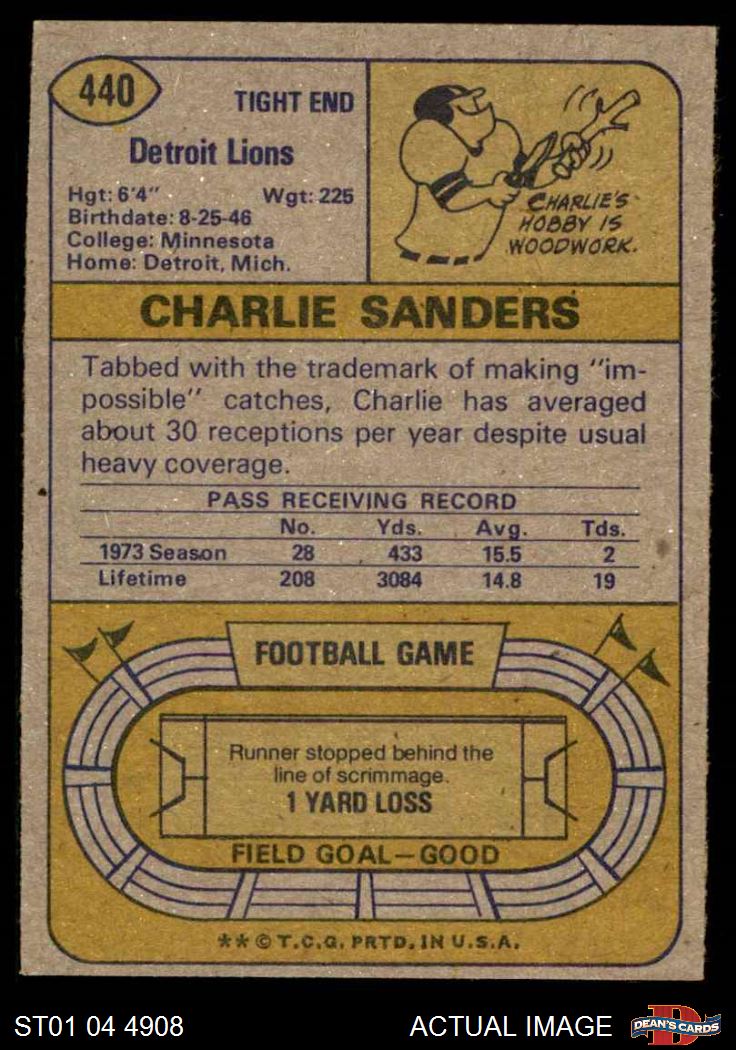 440
TIGHT END
Detroit Lions
Hgt: 6'4" Wgt: 225
Birthdate: 8-25-46
College: Minnesota
Home: Detroit, Mich.
CHARLIE'S
HOBBY IS
WOODWORK.
CHARLIE SANDERS
Tabbed with the trademark of making "im-
possible" catches, Charlie has averaged
about 30 receptions per year despite usual
heavy coverage.
PASS RECEIVING RECORD
No. Yds. Avg. Tds.
1973 Season 28 433 15.5 2
Lifetime 208 3084 14.8 19
FOOTBALL GAME
Runner stopped behind the
line of scrimmage.
1 YARD LOSS
FIELD GOAL—GOOD
** © T.C.G. PRTD. IN U.S.A.
ST01 04 4908 ACTUAL IMAGE
D
DEAN'S CARDS